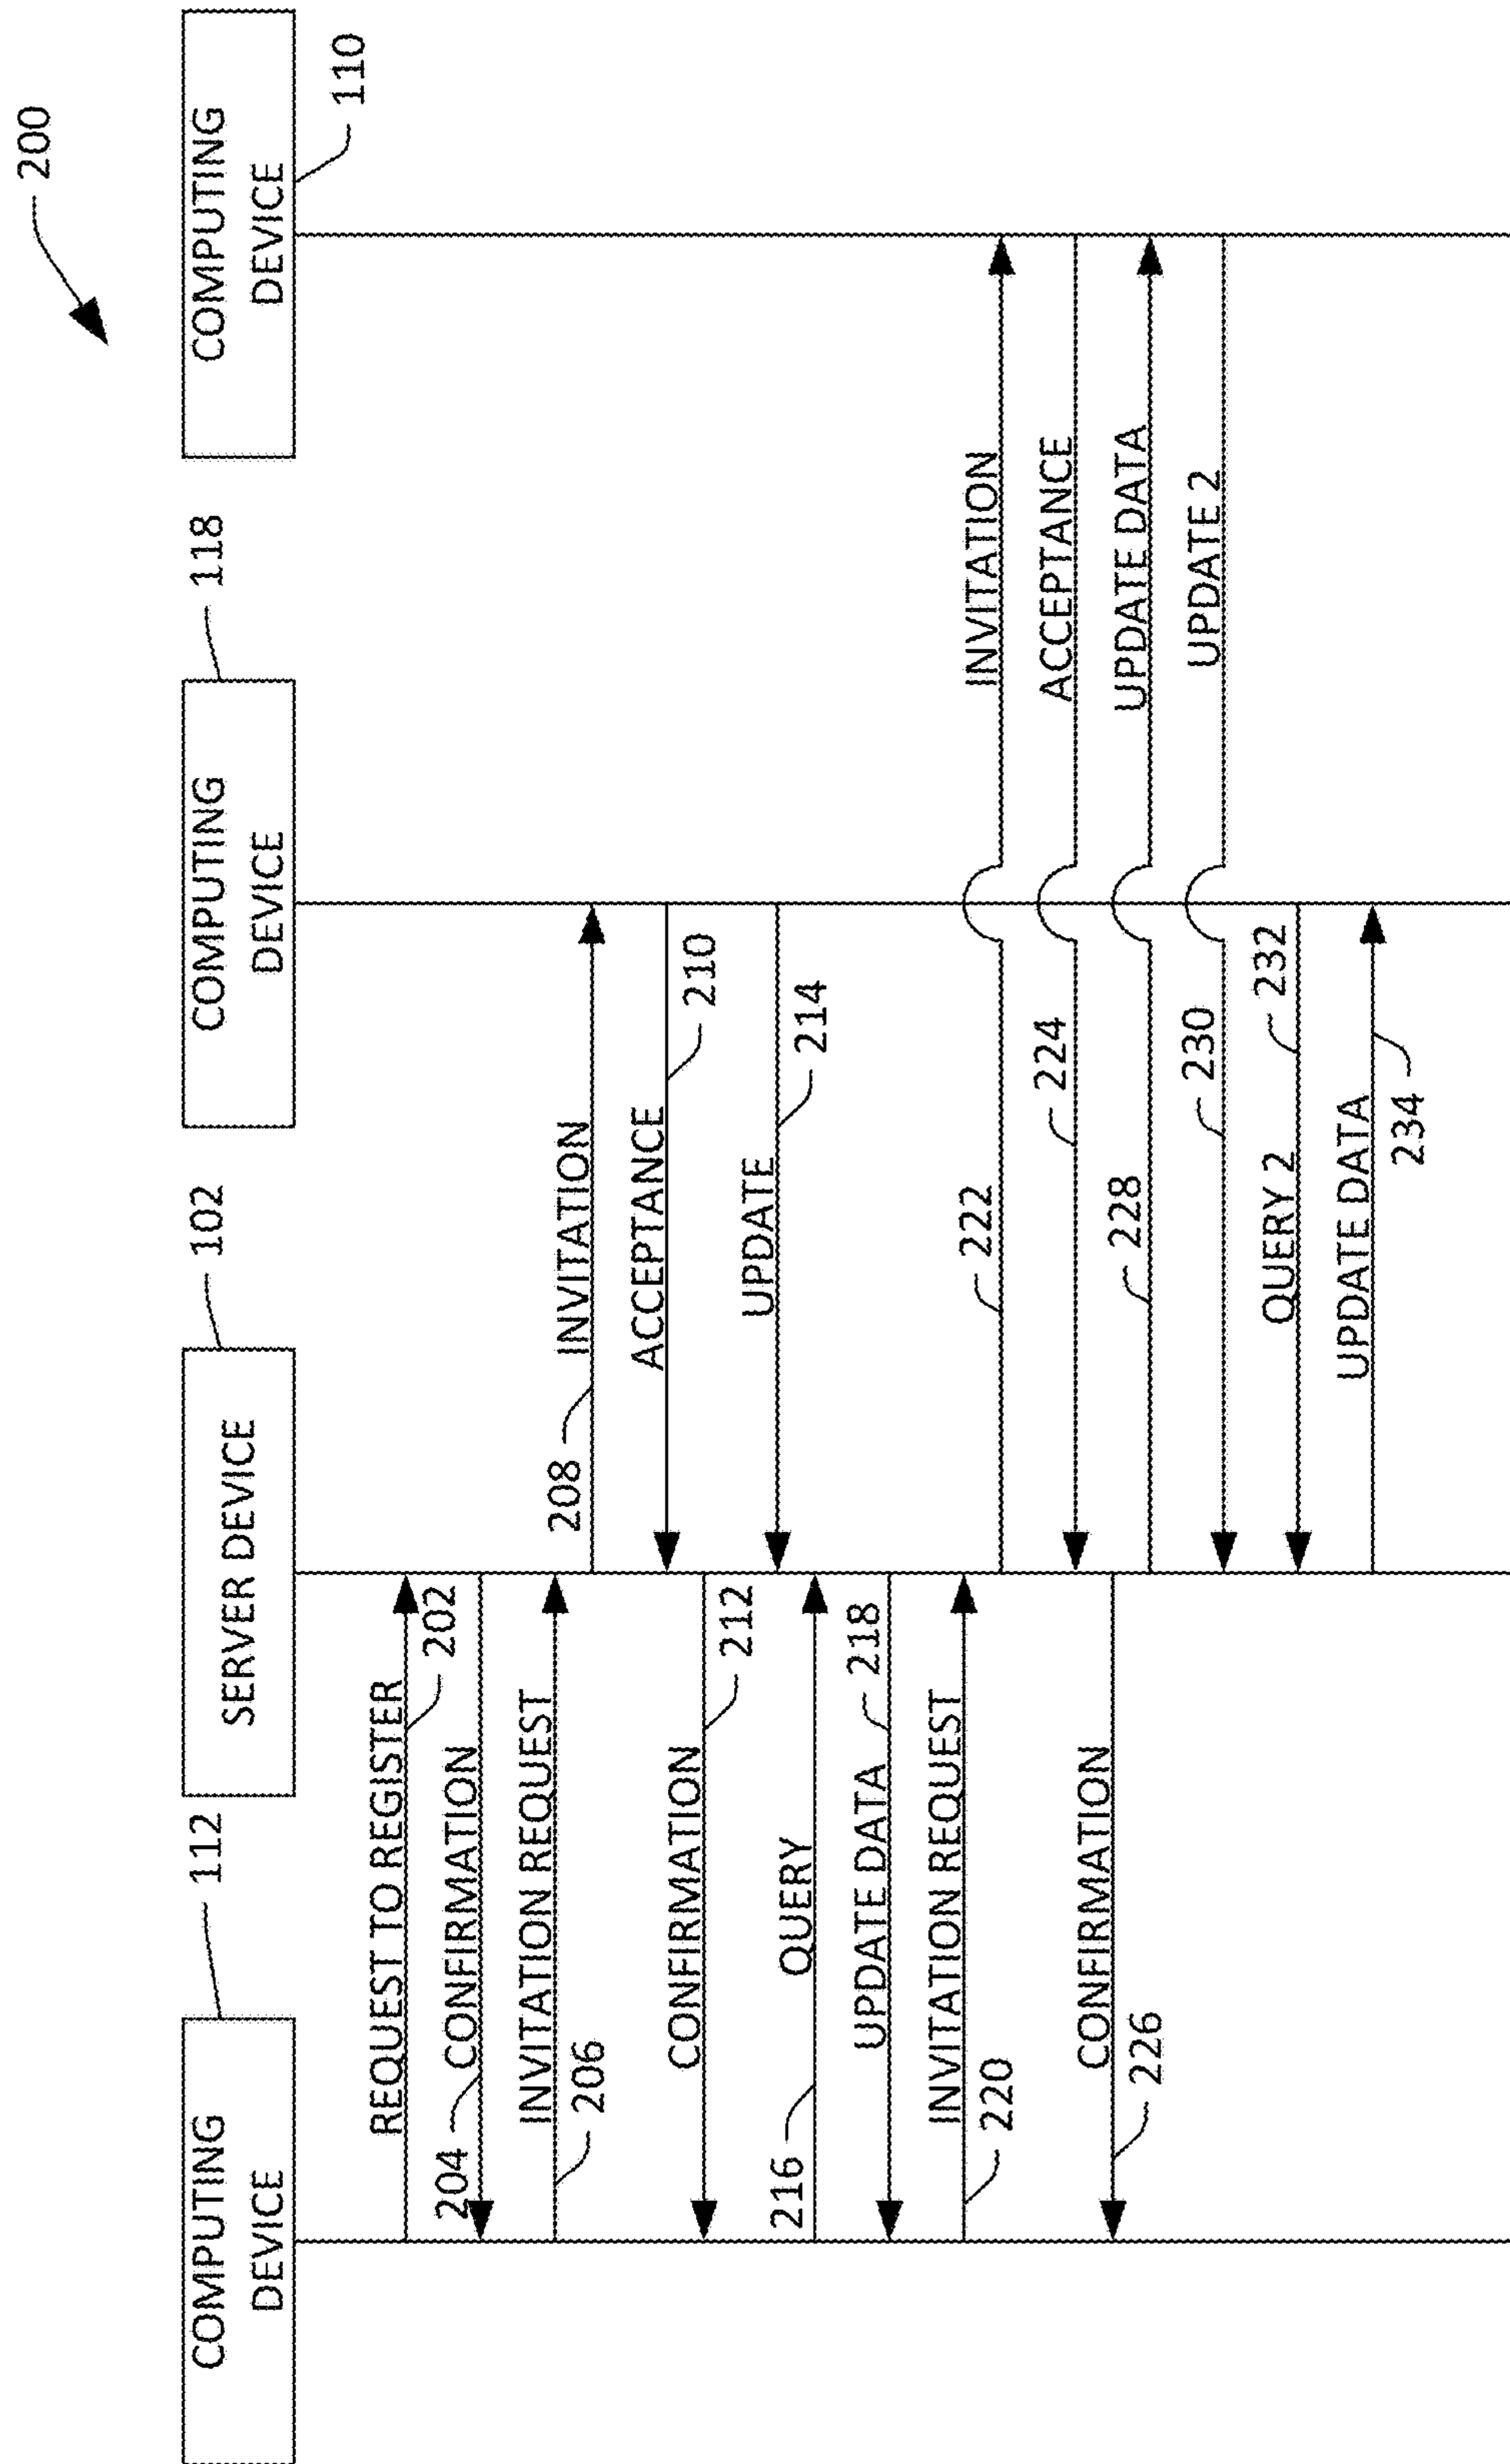 200
COMPUTING
DEVICE
112
SERVER DEVICE
102
COMPUTING
DEVICE
118
COMPUTING
DEVICE
110
REQUEST TO REGISTER
202
204
CONFIRMATION
INVITATION REQUEST
206
208
INVITATION
ACCEPTANCE
210
CONFIRMATION
212
UPDATE
214
216
QUERY
UPDATE DATA
218
INVITATION REQUEST
220
222
INVITATION
224
ACCEPTANCE
CONFIRMATION
226
228
UPDATE DATA
230
UPDATE 2
QUERY 2
232
UPDATE DATA
234